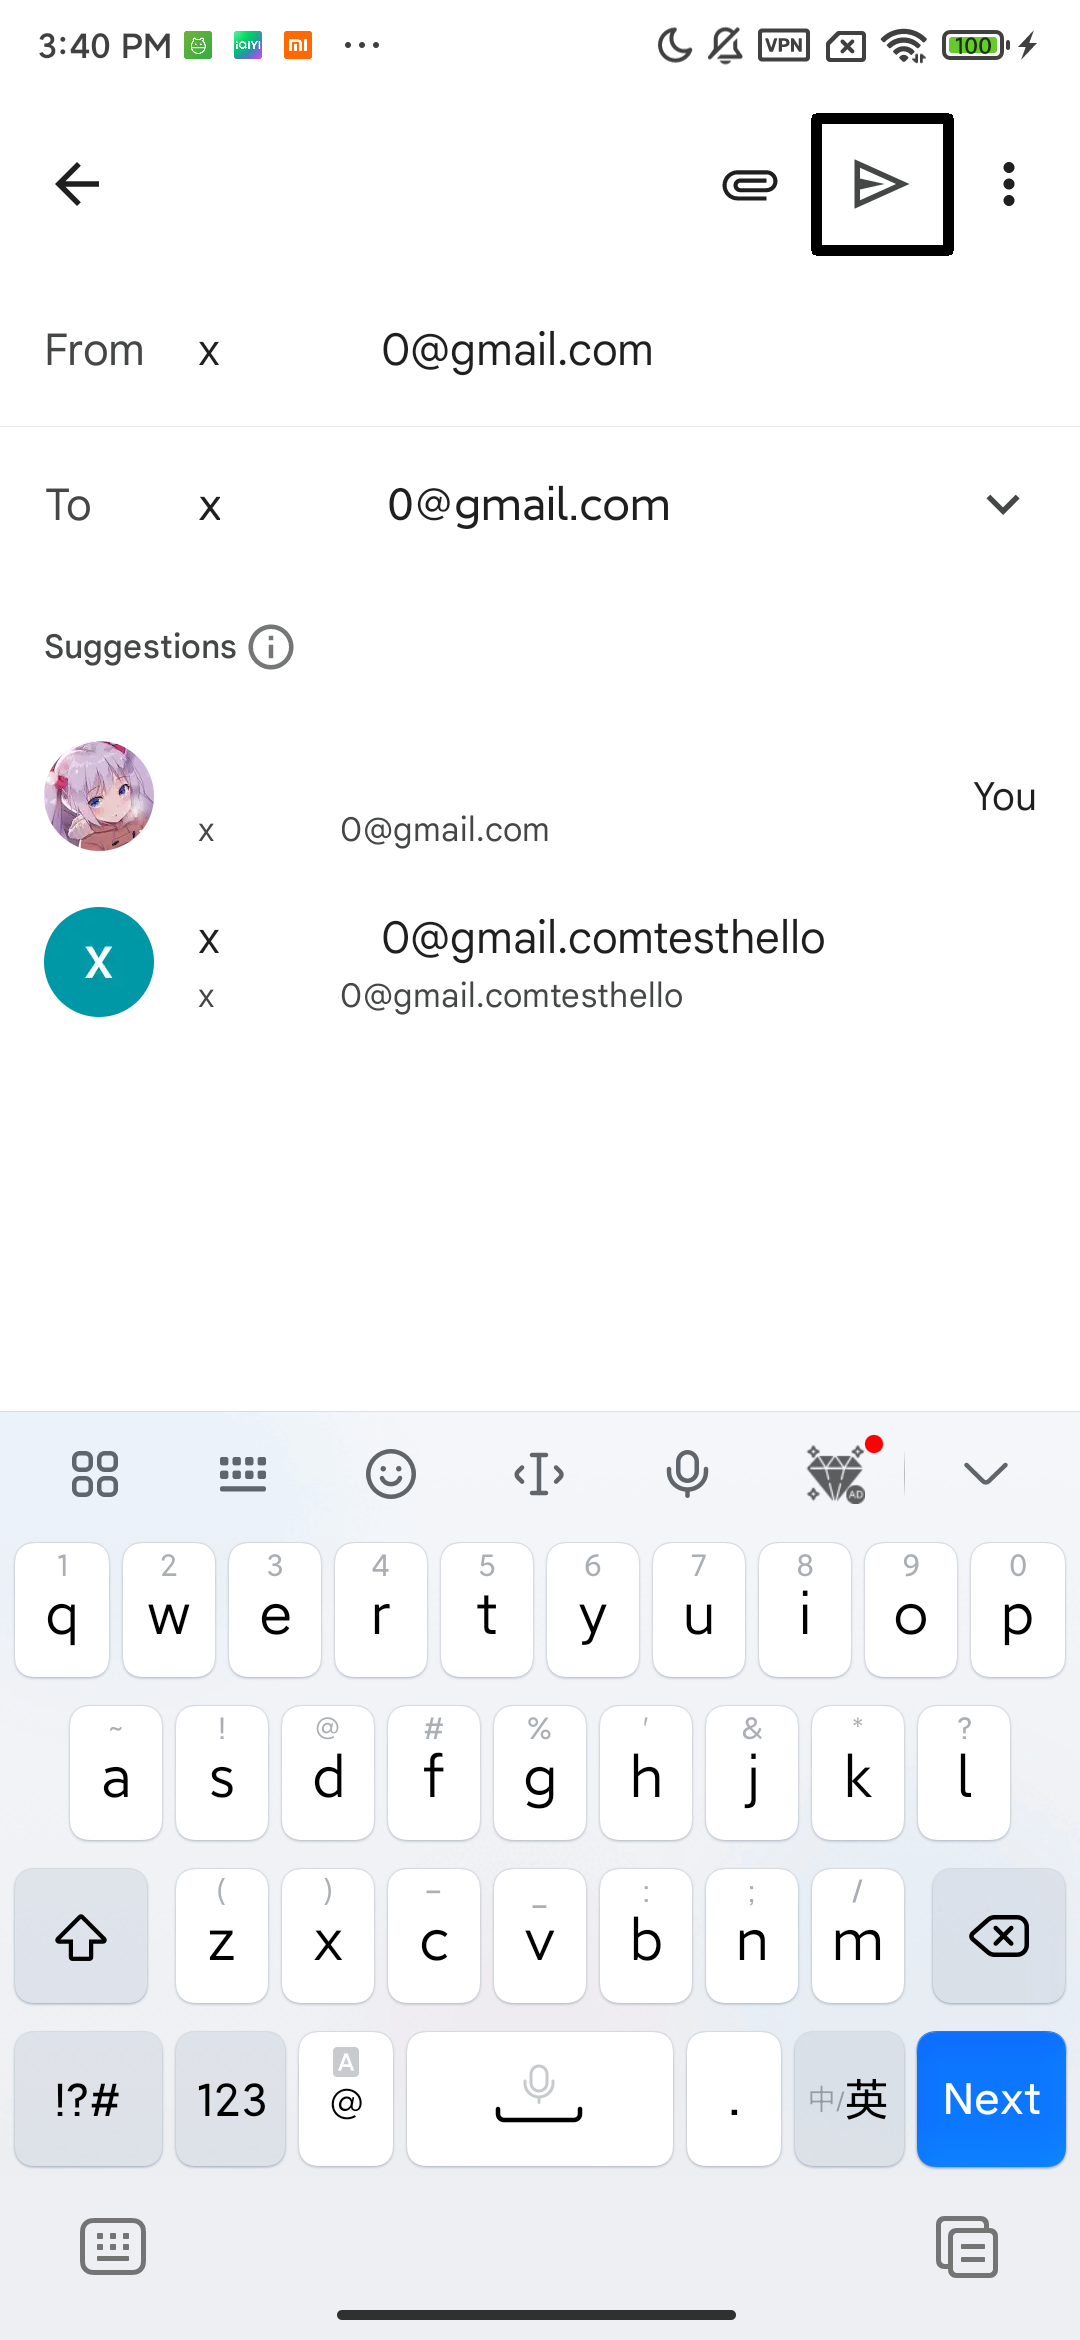 3:40 PM iQIYI mi ... VPN 100
From x 0@gmail.com
To x 0@gmail.com
Suggestions
You
x 0@gmail.com
X x 0@gmail.comtesthello
x 0@gmail.comtesthello
AD
1 2 3 4 5 6 7 8 9 0
q w e r t y u i o p
~ ! @ # % ' & * ?
a s d f g h j k l
( ) – _ : ; /
z x c v b n m
A
!?# 123 @ . 中/英 Next